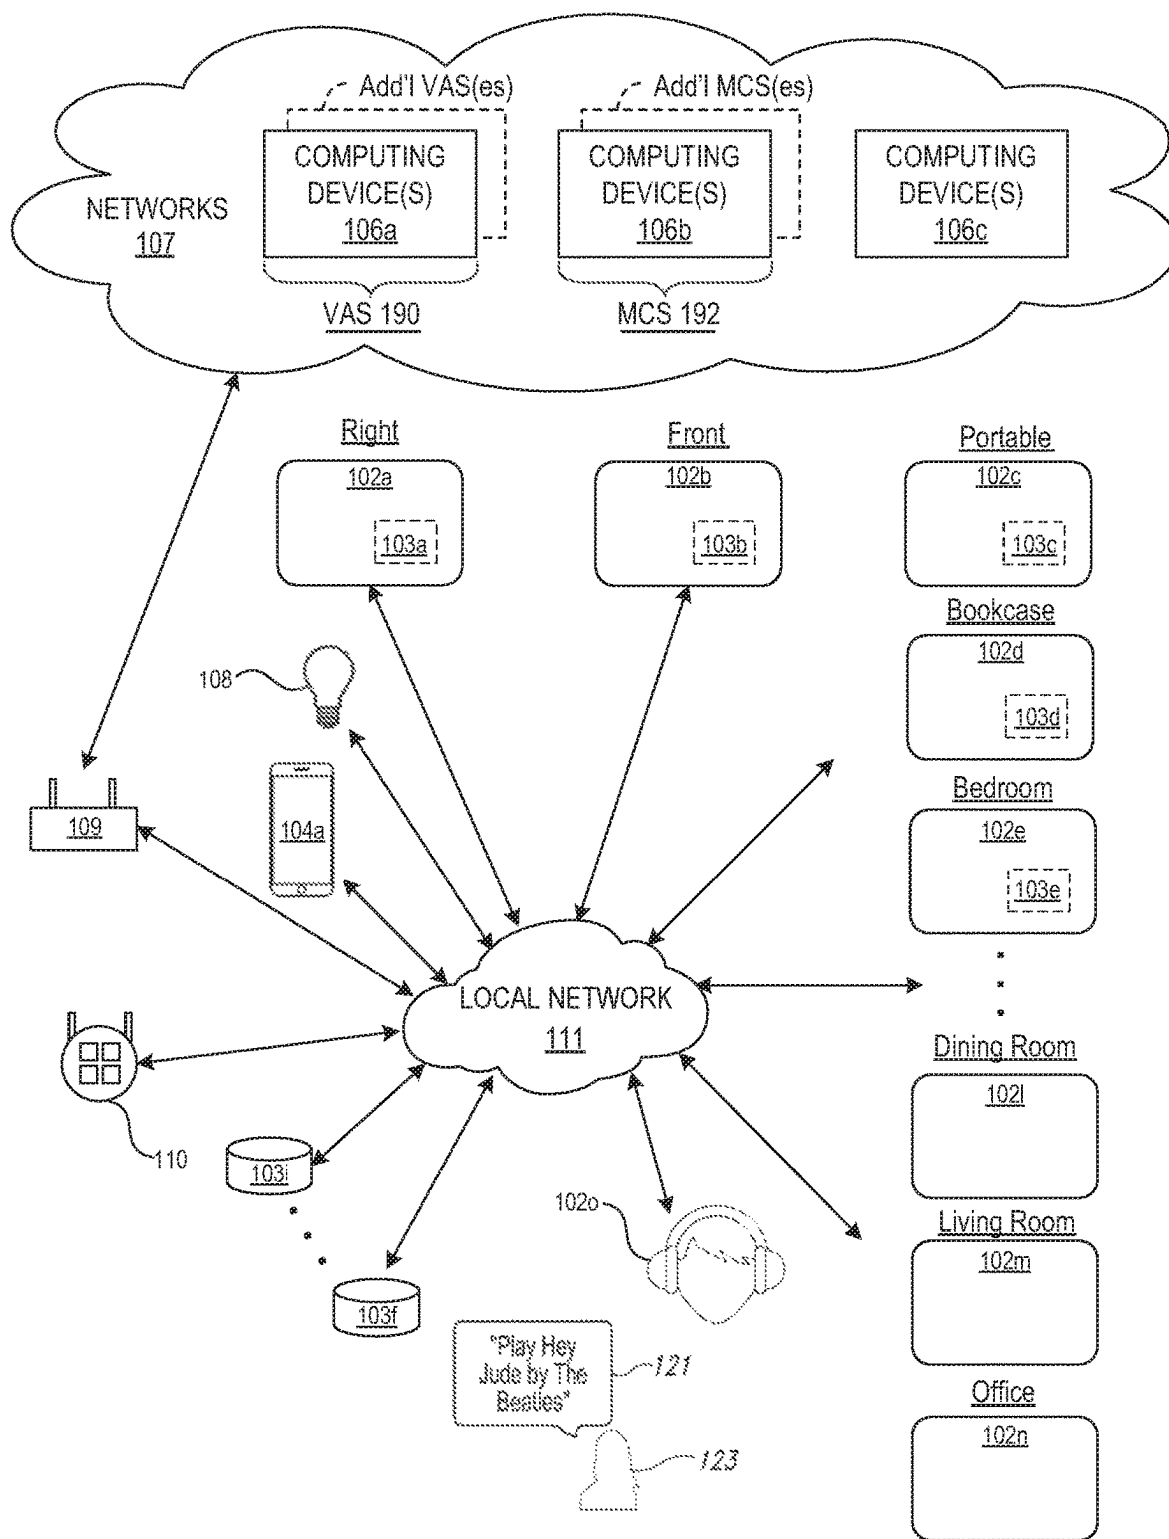 Add'l VAS(es)
Add'l MCS(es)
COMPUTING
DEVICE(S)
106a
COMPUTING
DEVICE(S)
106b
COMPUTING
DEVICE(S)
106c
NETWORKS
107
VAS 190
MCS 192
Right
102a
103a
Front
102b
103b
Portable
102c
103c
Bookcase
102d
103d
Bedroom
102e
103e
108
104a
109
LOCAL NETWORK
111
110
103i
103f
102o
"Play Hey
Jude by The
Beatles"
121
123
Dining Room
102l
Living Room
102m
Office
102n